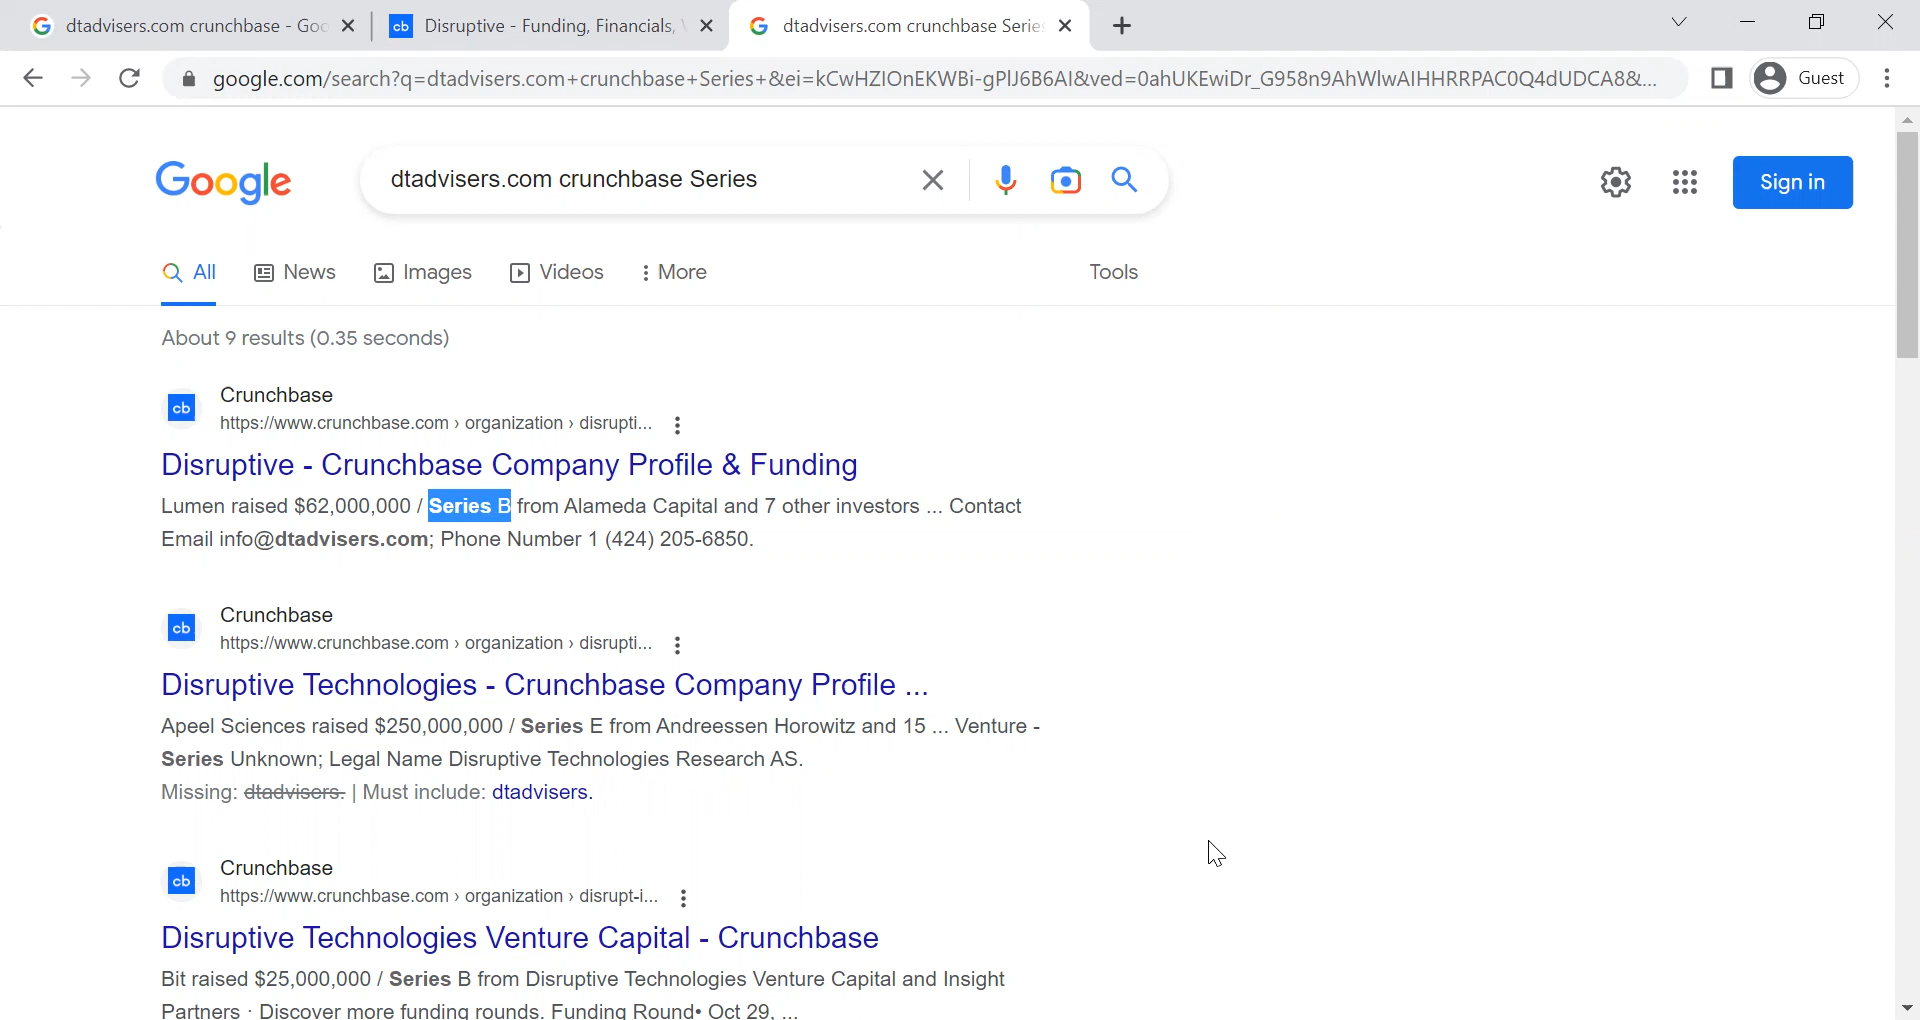 dtadvisers.com crunchbase - Goo
Disruptive - Funding, Financials,
dtadvisers.com crunchbase Series
google.com/search?q=dtadvisers.com+crunchbase+Series+&ei=kCwHZIOnEKWBi-gPlJ6B6AI&ved=0ahUKEwiDr_G958n9AhWlwAIHHRRPAC0Q4dUDCA8&...
Guest
Google
dtadvisers.com crunchbase Series
Sign in
All
News
Images
Videos
More
Tools
About 9 results (0.35 seconds)
cb
Crunchbase
https://www.crunchbase.com › organization › disrupti...
Disruptive - Crunchbase Company Profile & Funding
Lumen raised $62,000,000 / Series B from Alameda Capital and 7 other investors ... Contact
Email info@dtadvisers.com; Phone Number 1 (424) 205-6850.
cb
Crunchbase
https://www.crunchbase.com › organization › disrupti...
Disruptive Technologies - Crunchbase Company Profile ...
Apeel Sciences raised $250,000,000 / Series E from Andreessen Horowitz and 15 ... Venture -
Series Unknown; Legal Name Disruptive Technologies Research AS.
Missing: dtadvisers. | Must include: dtadvisers.
cb
Crunchbase
https://www.crunchbase.com › organization › disrupt-i...
Disruptive Technologies Venture Capital - Crunchbase
Bit raised $25,000,000 / Series B from Disruptive Technologies Venture Capital and Insight
Partners · Discover more funding rounds. Funding Round• Oct 29, ...